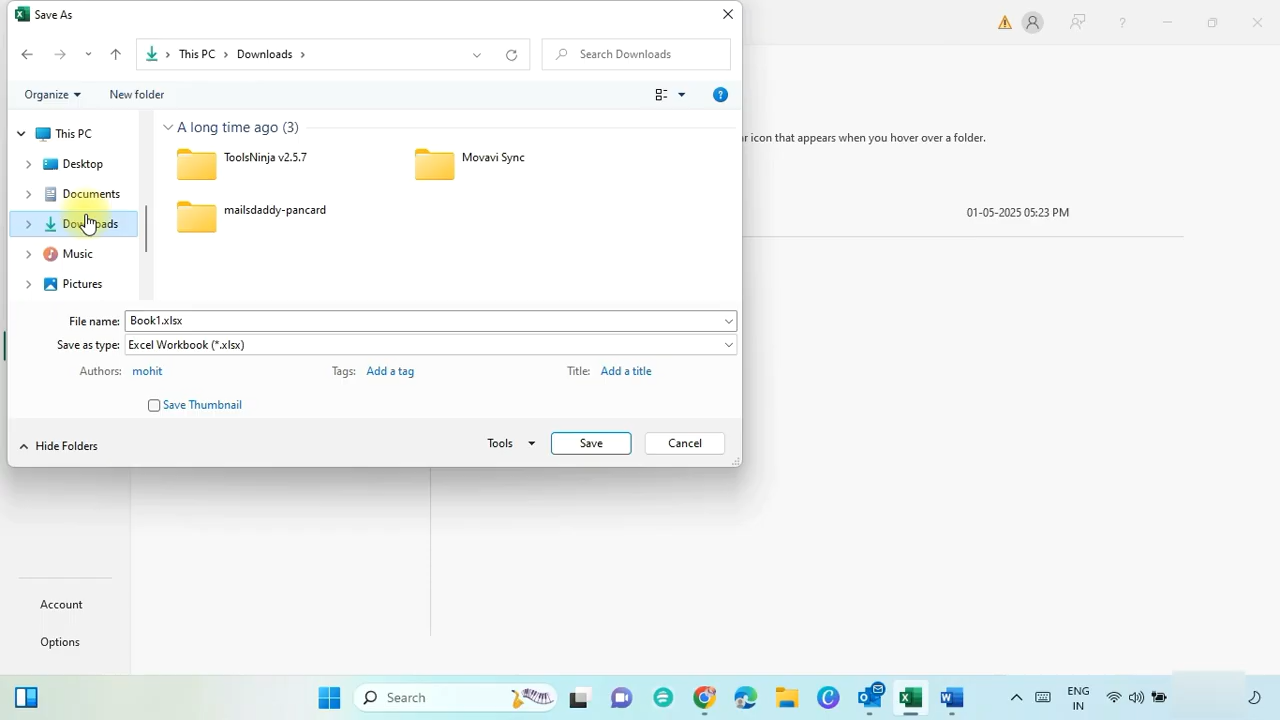 Save As
This PC > Downloads >
Search Downloads
Organize
New folder
?
This PC
Desktop
Documents
Downloads
Music
Pictures
A long time ago (3)
ToolsNinja v2.5.7
Movavi Sync
mailsdaddy-pancard
File name: Book1.xlsx
Save as type: Excel Workbook (*.xlsx)
Authors: mohit
Tags: Add a tag
Title: Add a title
Save Thumbnail
Hide Folders
Tools
Save
Cancel
?
icon that appears when you hover over a folder.
01-05-2025 05:23 PM
Account
Options
Search
ENG
IN